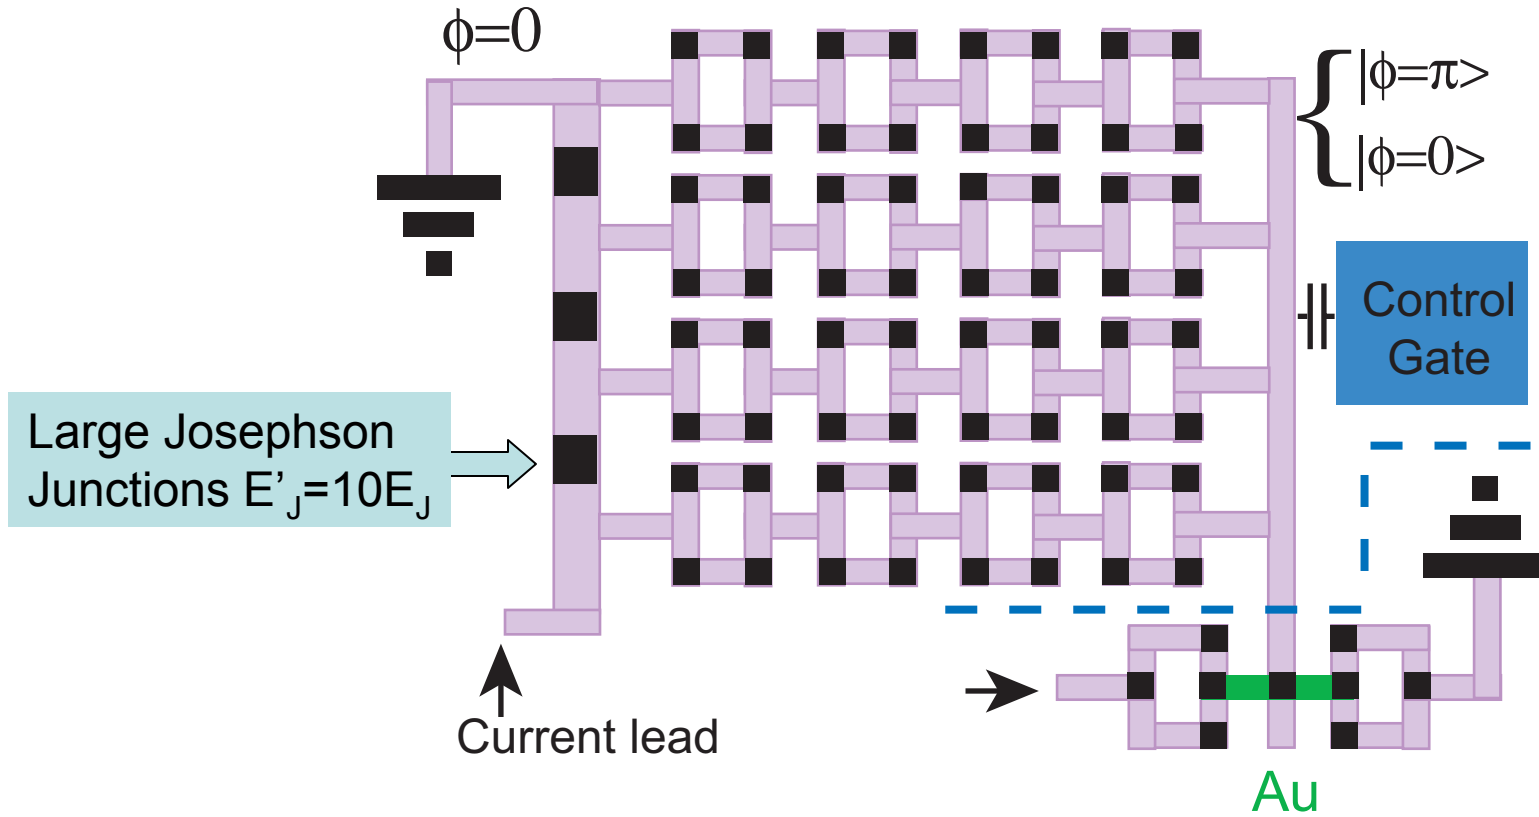 ϕ=0
|ϕ=π>
|ϕ=0>
Control
Gate
Large Josephson
Junctions E'J=10EJ
Current lead
Au